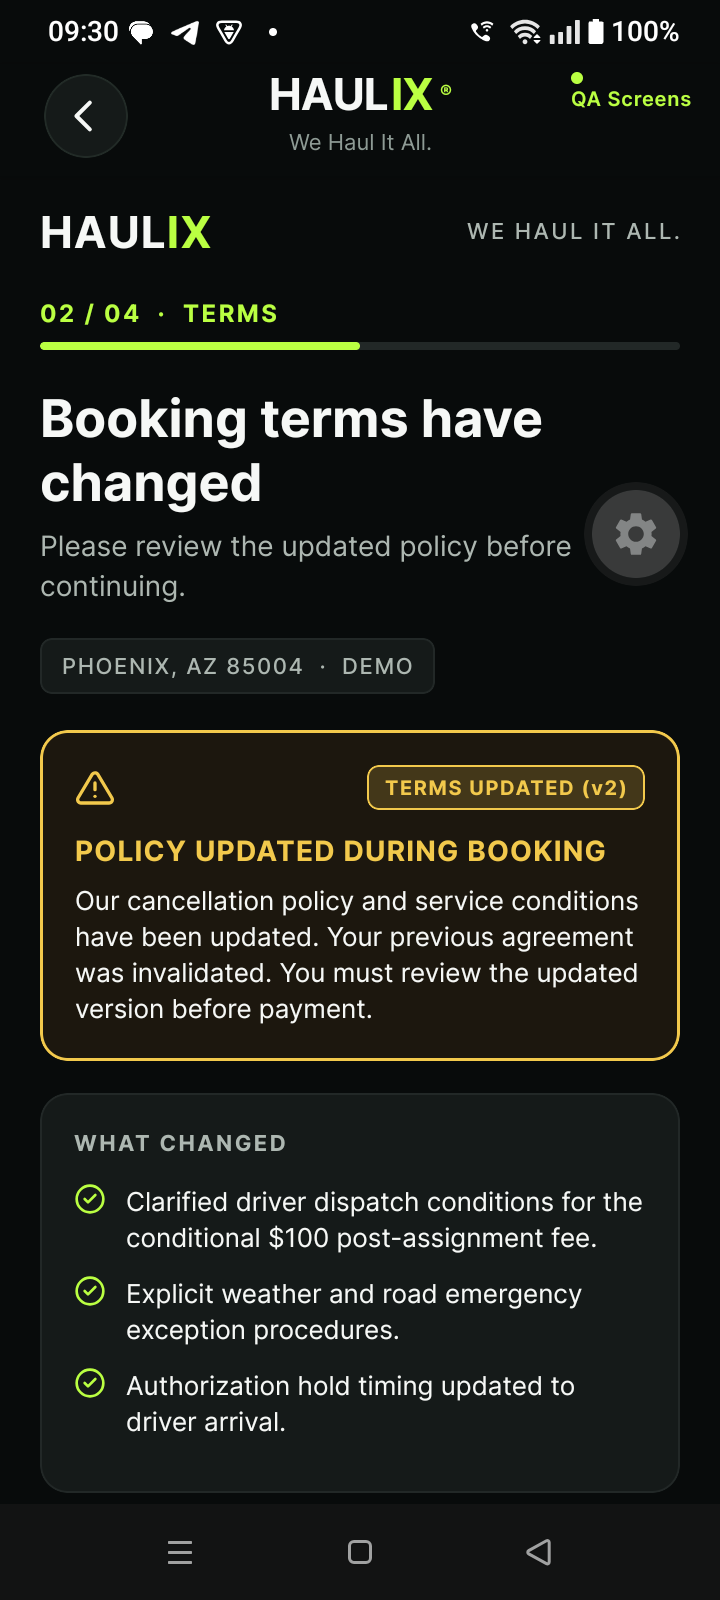 09:30
100%
HAULIX®
QA Screens
We Haul It All.
HAULIX
WE HAUL IT ALL.
02 / 04 · TERMS
Booking terms have
changed
Please review the updated policy before
continuing.
PHOENIX, AZ 85004 · DEMO
TERMS UPDATED (v2)
POLICY UPDATED DURING BOOKING
Our cancellation policy and service conditions
have been updated. Your previous agreement
was invalidated. You must review the updated
version before payment.
WHAT CHANGED
Clarified driver dispatch conditions for the
conditional $100 post-assignment fee.
Explicit weather and road emergency
exception procedures.
Authorization hold timing updated to
driver arrival.